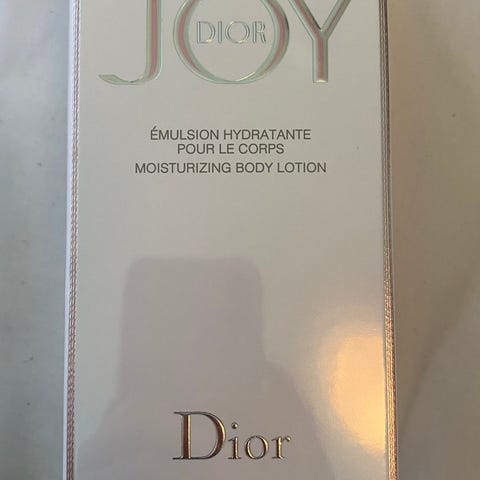 JOY
DIOR
ÉMULSION HYDRATANTE
POUR LE CORPS
MOISTURIZING BODY LOTION
Dior